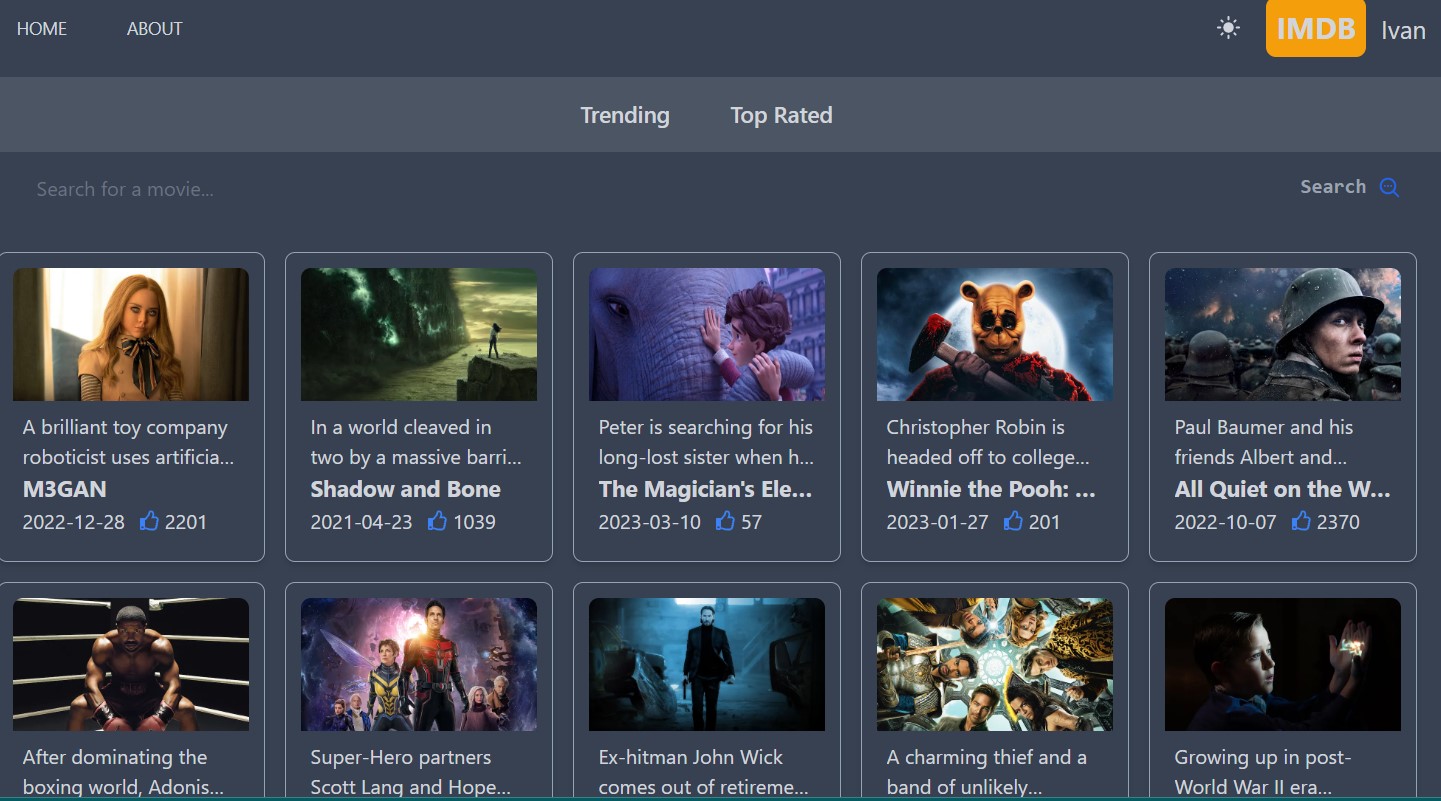 HOME ABOUT IMDB Ivan
Trending Top Rated
Search for a movie... Search
A brilliant toy company
roboticist uses artificia...
M3GAN
2022-12-28 2201
In a world cleaved in
two by a massive barri...
Shadow and Bone
2021-04-23 1039
Peter is searching for his
long-lost sister when h...
The Magician's Ele...
2023-03-10 57
Christopher Robin is
headed off to college...
Winnie the Pooh: ...
2023-01-27 201
Paul Baumer and his
friends Albert and...
All Quiet on the W...
2022-10-07 2370
After dominating the
boxing world, Adonis...
Super-Hero partners
Scott Lang and Hope...
Ex-hitman John Wick
comes out of retireme...
A charming thief and a
band of unlikely...
Growing up in post-
World War II era...